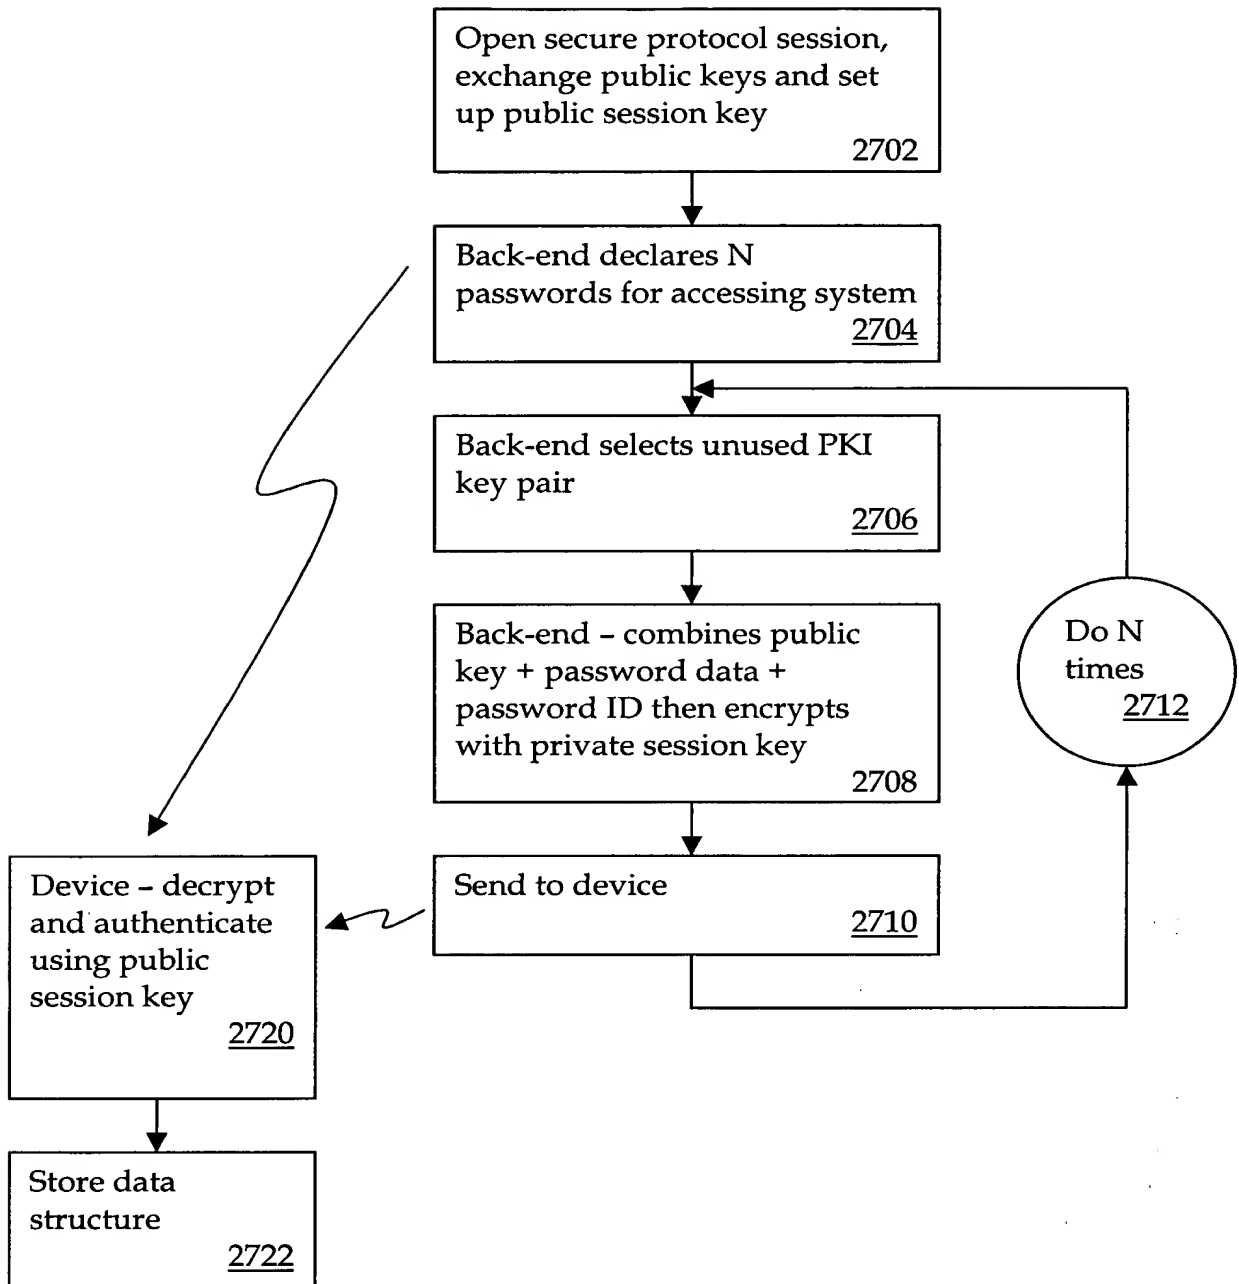 Open secure protocol session,
exchange public keys and set
up public session key
2702
Back-end declares N
passwords for accessing system
2704
Back-end selects unused PKI
key pair
2706
Back-end – combines public
key + password data +
password ID then encrypts
with private session key
2708
Do N
times
2712
Send to device
2710
Device – decrypt
and authenticate
using public
session key
2720
Store data
structure
2722